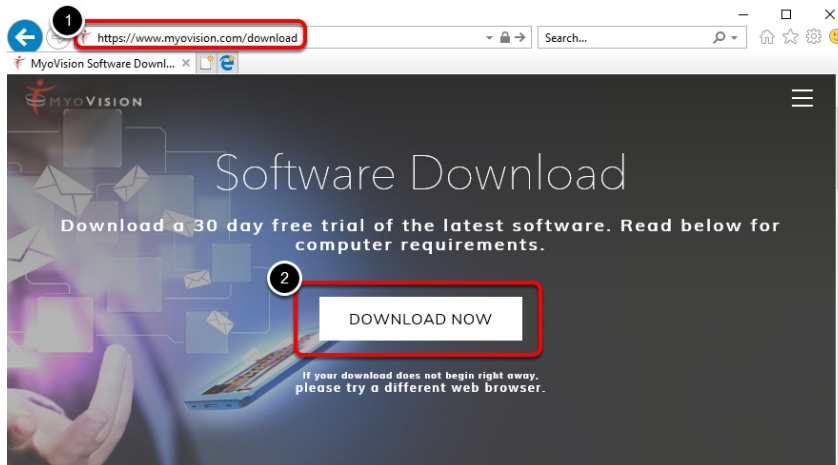 1
https://www.myovision.com/download
Search...
MyoVision Software Downl...
MYOVISION
Software Download
Download a 30 day free trial of the latest software. Read below for
computer requirements.
2
DOWNLOAD NOW
If your download does not begin right away,
please try a different web browser.